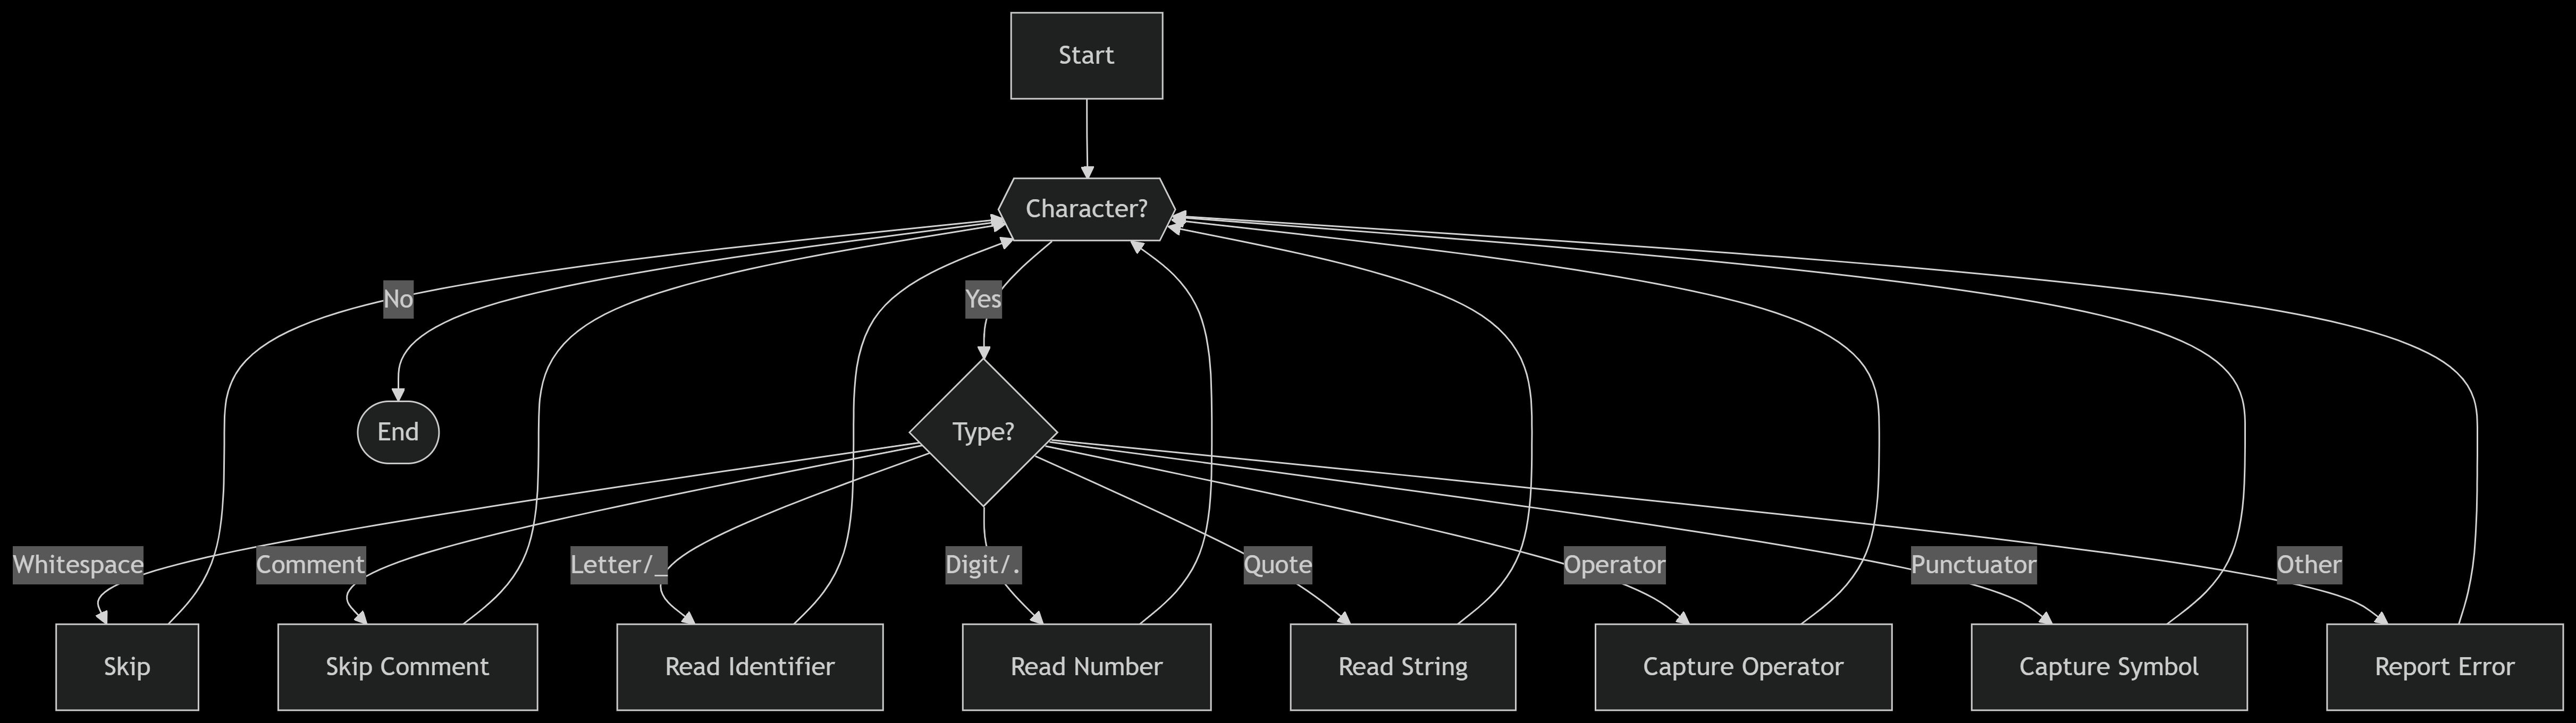 Start
Character?
No
Yes
End
Type?
Whitespace
Comment
Letter/_
Digit/.
Quote
Operator
Punctuator
Other
Skip
Skip Comment
Read Identifier
Read Number
Read String
Capture Operator
Capture Symbol
Report Error